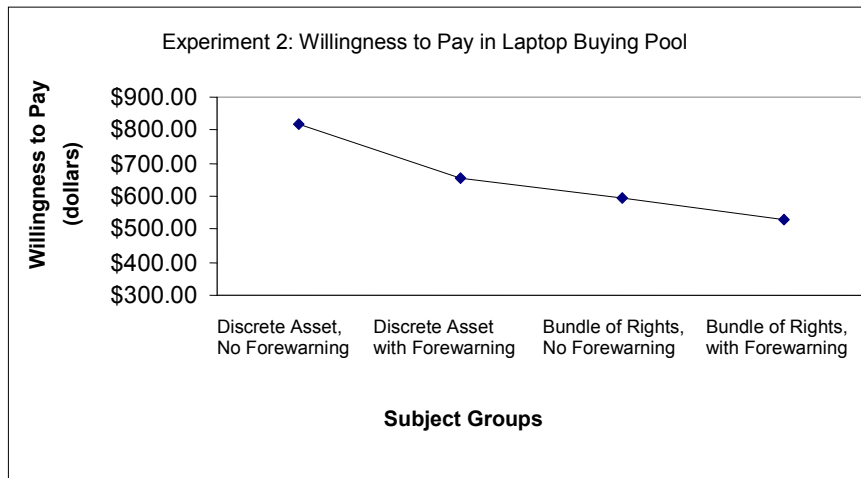 Experiment 2: Willingness to Pay in Laptop Buying Pool
Willingness to Pay
(dollars)
$900.00
$800.00
$700.00
$600.00
$500.00
$400.00
$300.00
Discrete Asset,
No Forewarning
Discrete Asset
with Forewarning
Bundle of Rights,
No Forewarning
Bundle of Rights,
with Forewarning
Subject Groups